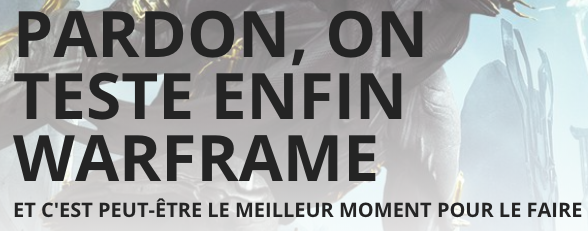 PARDON, ON
TESTE ENFIN
WARFRAME
ET C'EST PEUT-ÊTRE LE MEILLEUR MOMENT POUR LE FAIRE